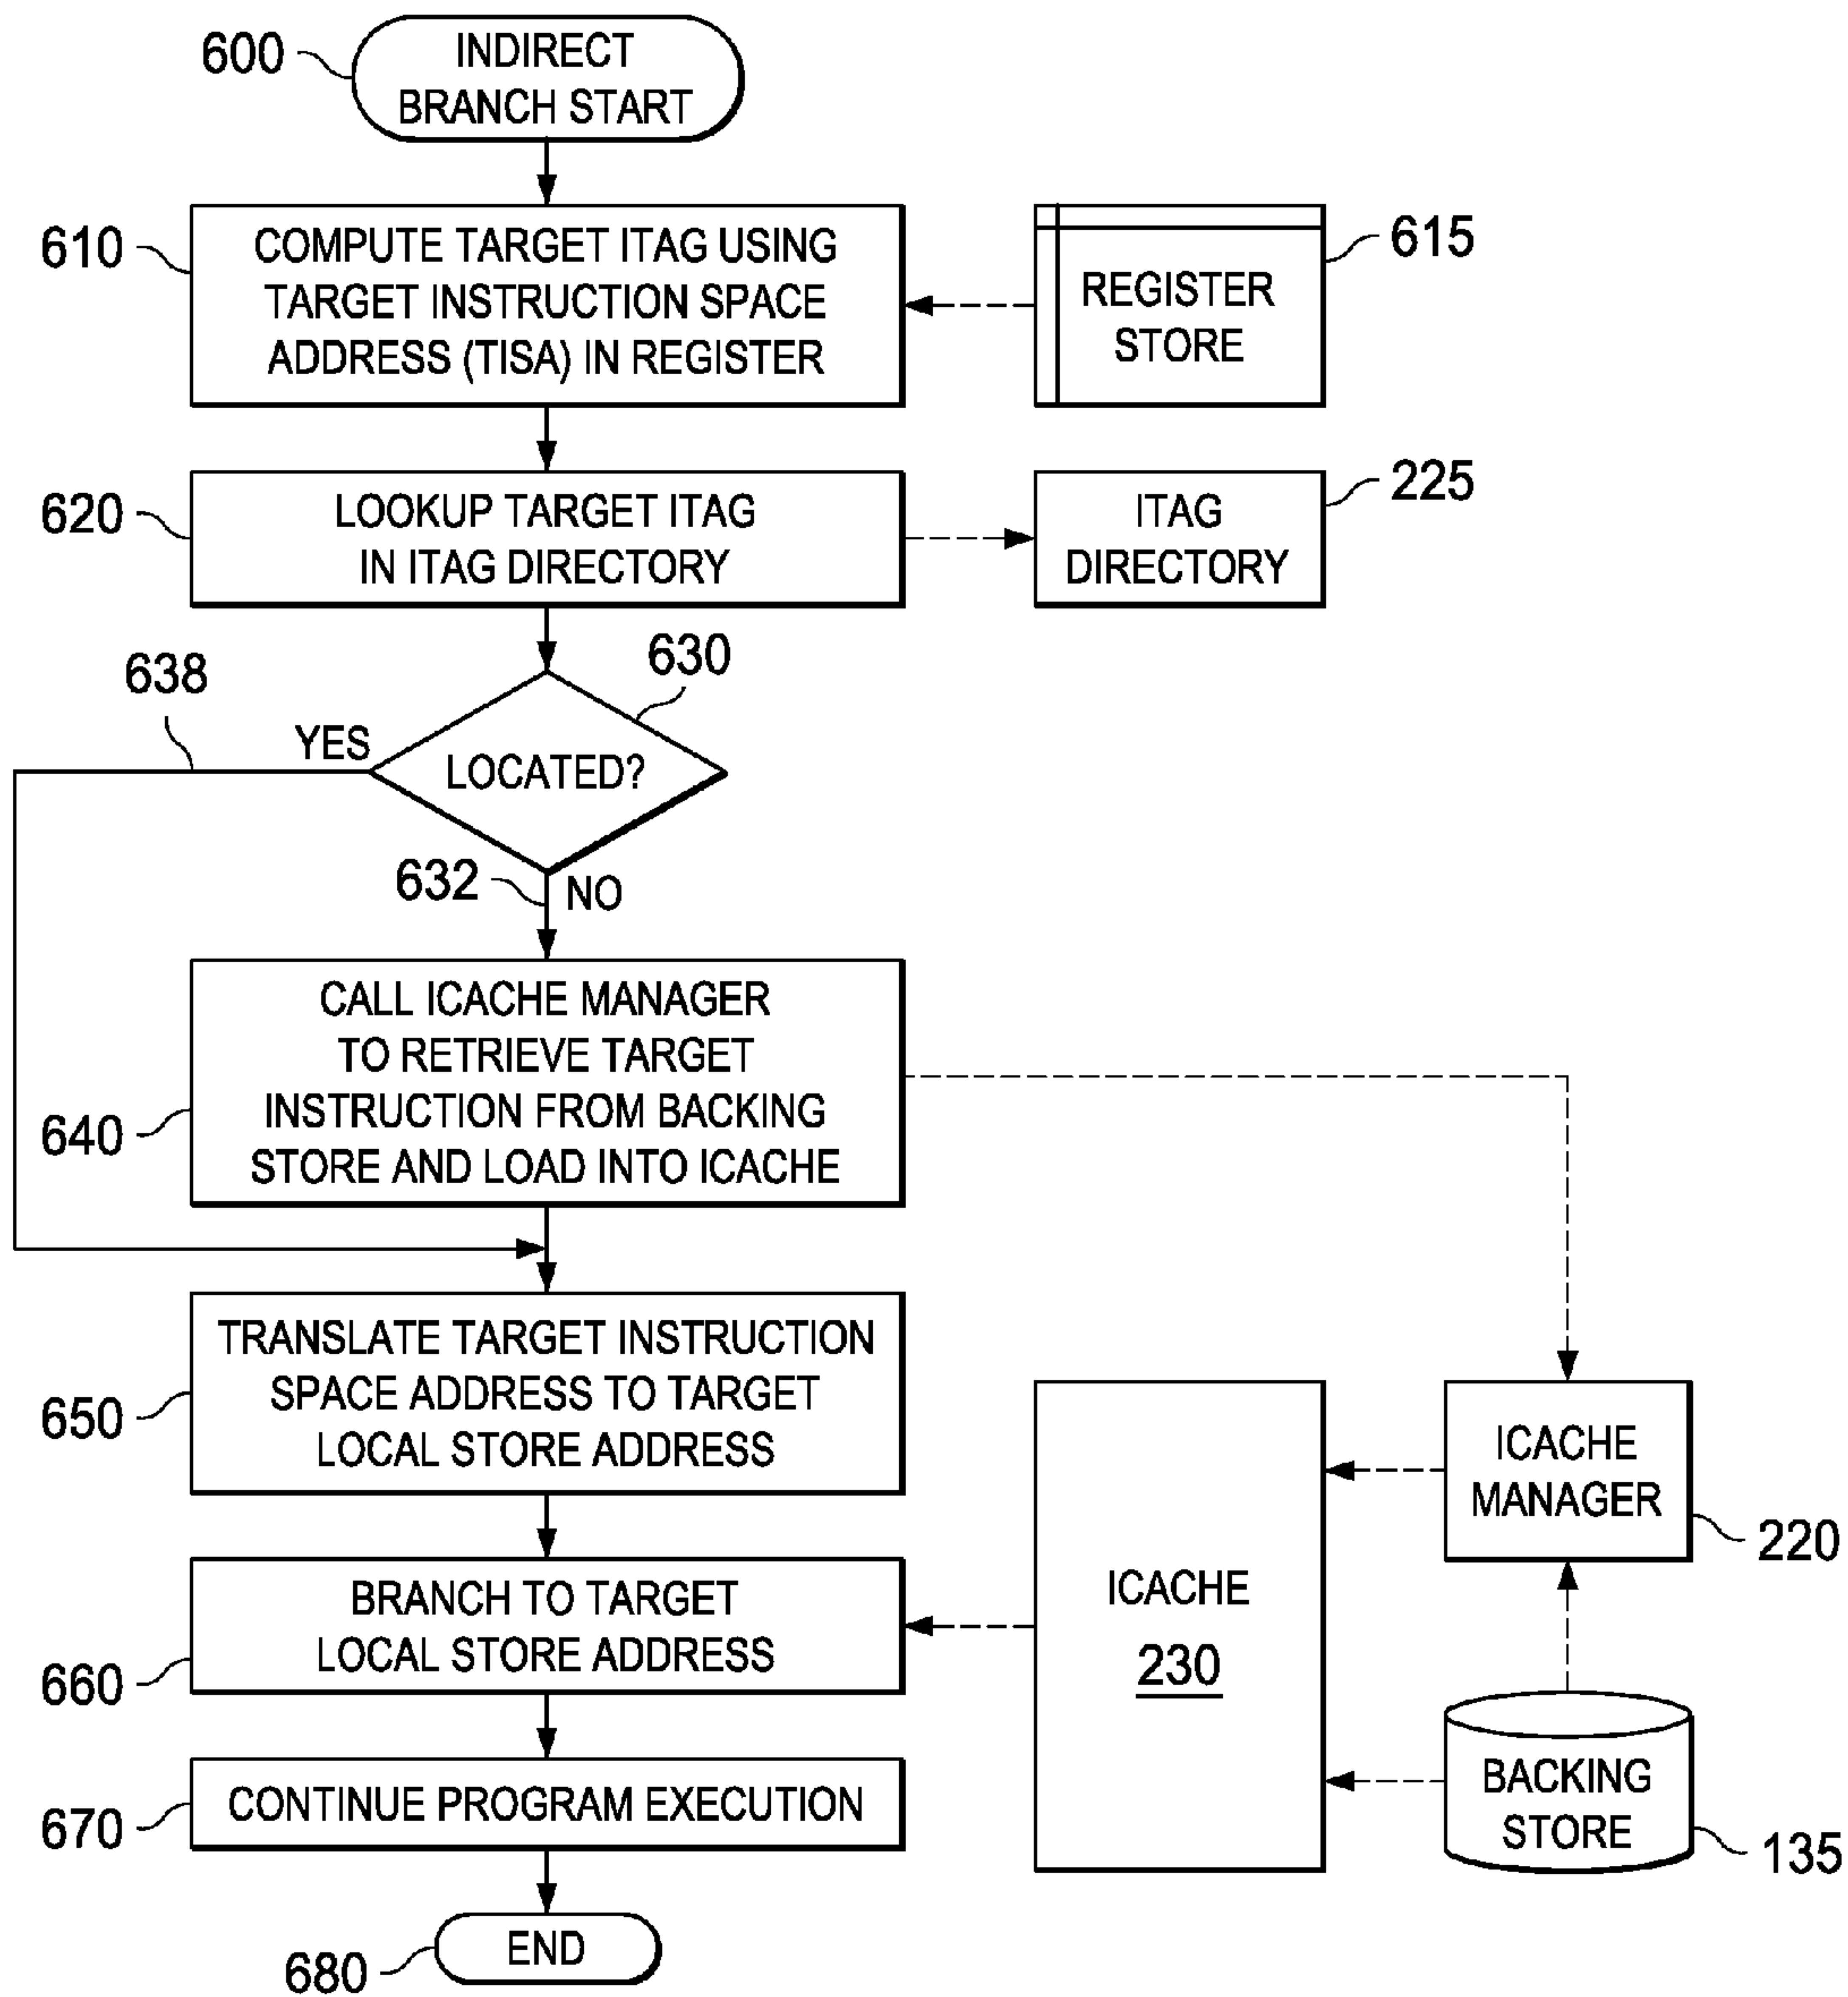 600
INDIRECT
BRANCH START
610
COMPUTE TARGET ITAG USING
TARGET INSTRUCTION SPACE
ADDRESS (TISA) IN REGISTER
REGISTER
STORE
615
620
LOOKUP TARGET ITAG
IN ITAG DIRECTORY
ITAG
DIRECTORY
225
630
638
YES
LOCATED?
632
NO
640
CALL ICACHE MANAGER
TO RETRIEVE TARGET
INSTRUCTION FROM BACKING
STORE AND LOAD INTO ICACHE
650
TRANSLATE TARGET INSTRUCTION
SPACE ADDRESS TO TARGET
LOCAL STORE ADDRESS
ICACHE
MANAGER
220
660
BRANCH TO TARGET
LOCAL STORE ADDRESS
ICACHE
230
BACKING
STORE
135
670
CONTINUE PROGRAM EXECUTION
680
END